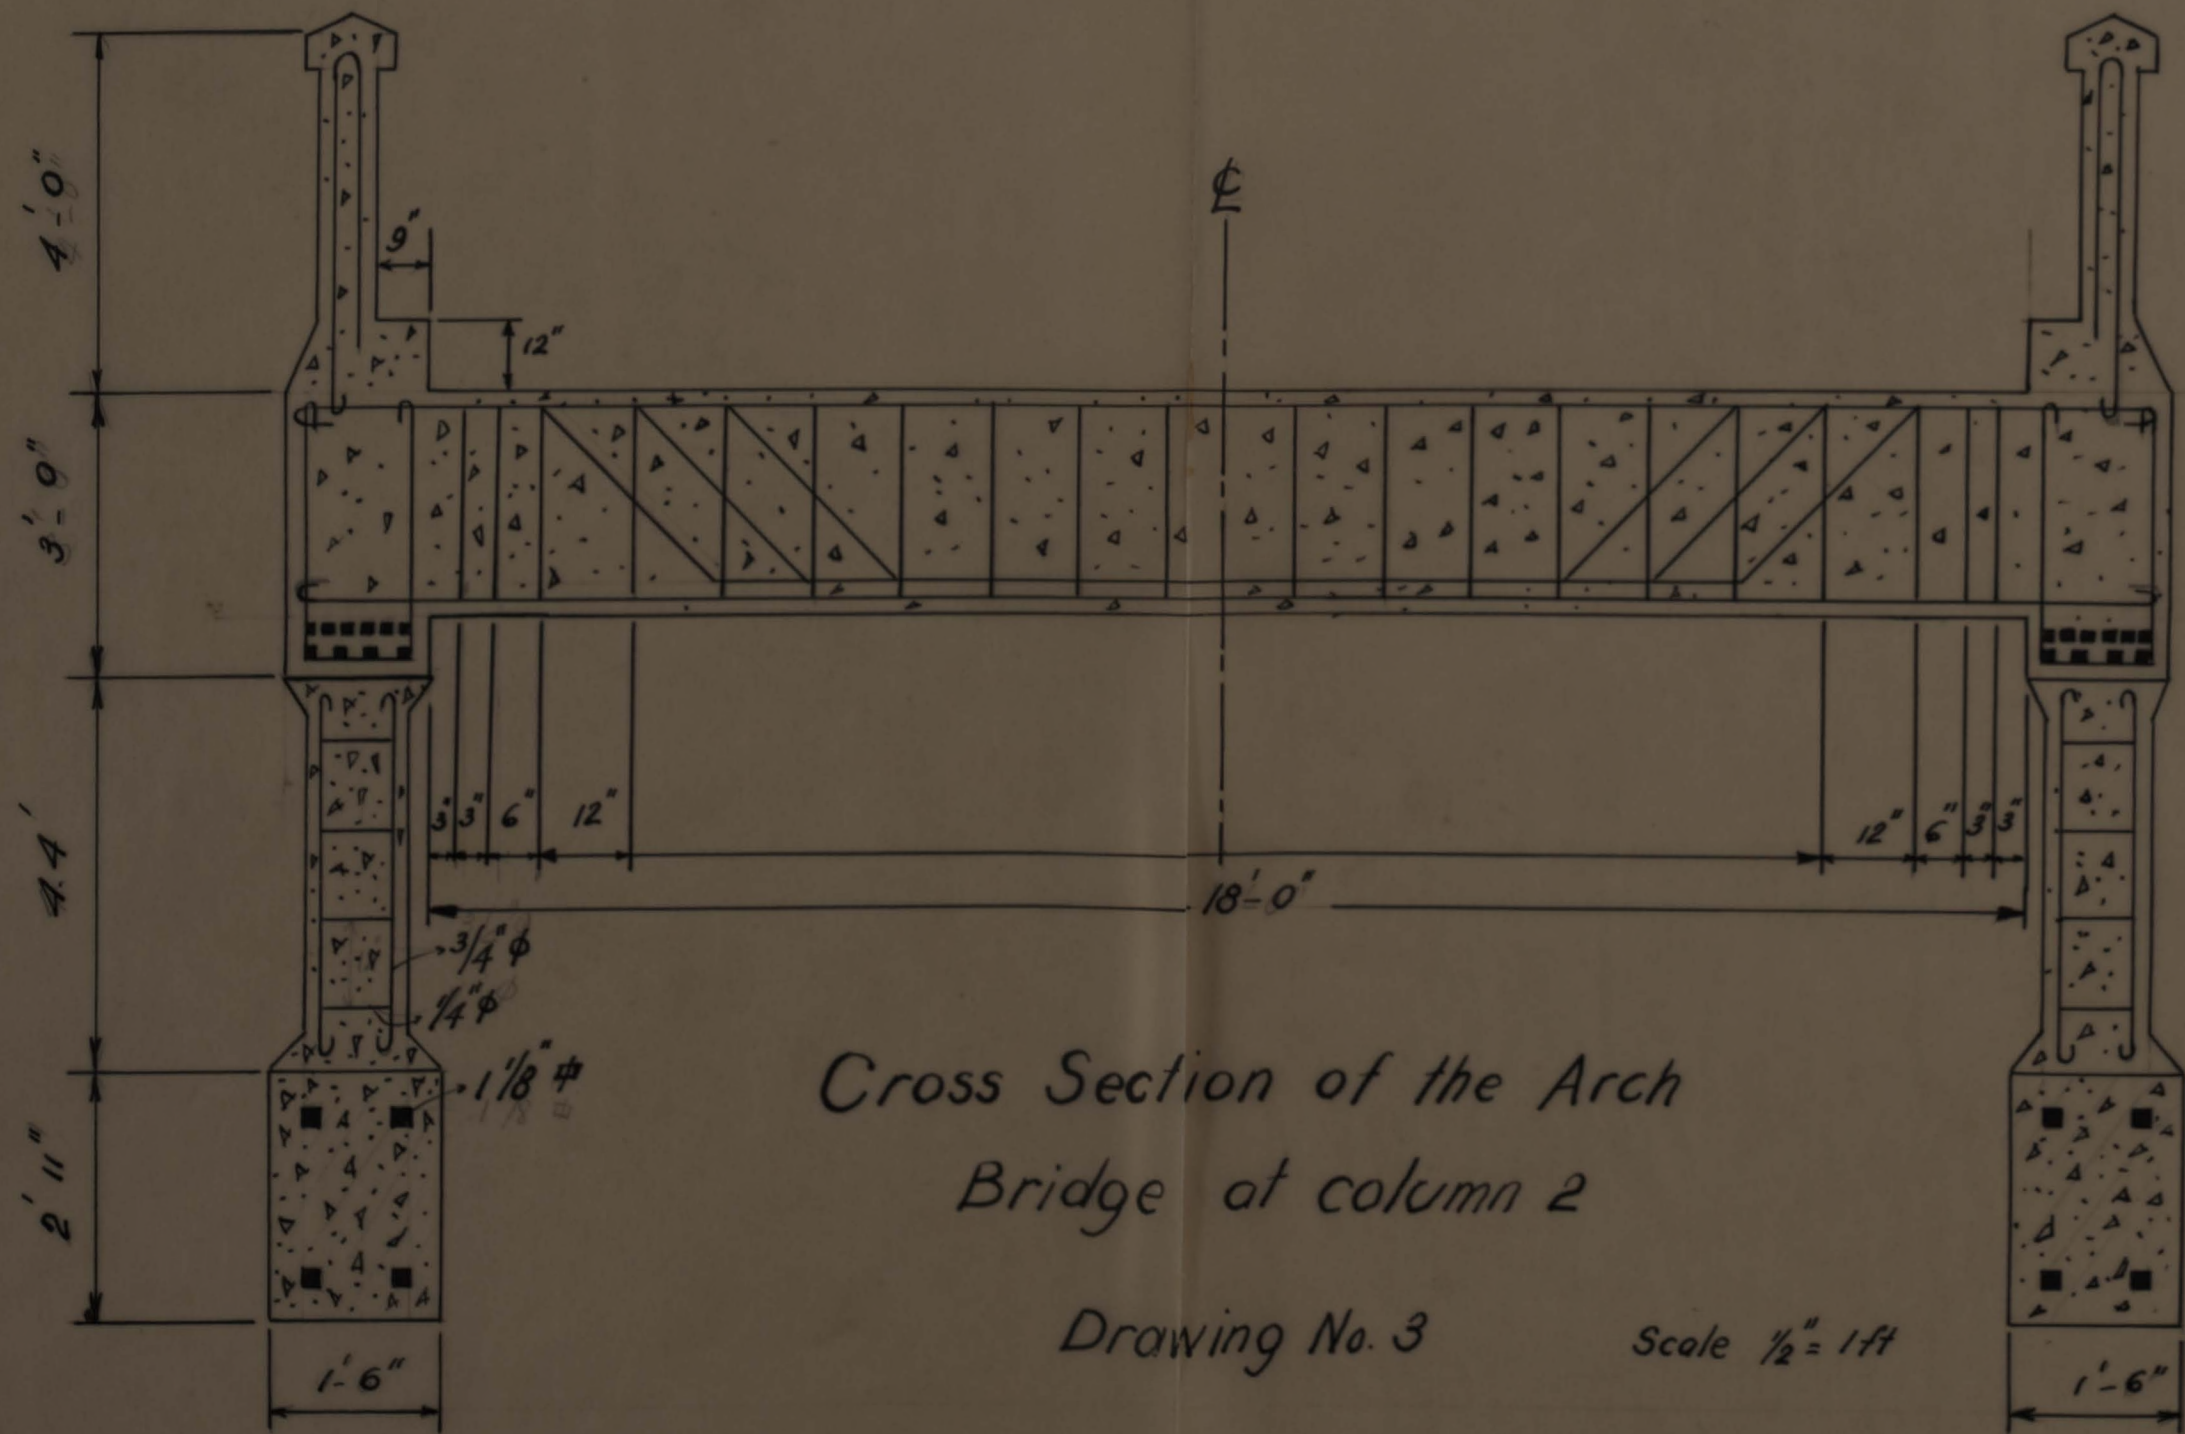 4'-0"
9"
℄
12"
3'-0"
4.4'
3" 3" 6" 12"
12" 6" 3" 3"
18'-0"
3/4" φ
1/4" φ
1 1/8" ⌗
2' 11"
Cross Section of the Arch
Bridge at column 2
Drawing No. 3
Scale 1/2" = 1 ft
1'-6"
1'-6"